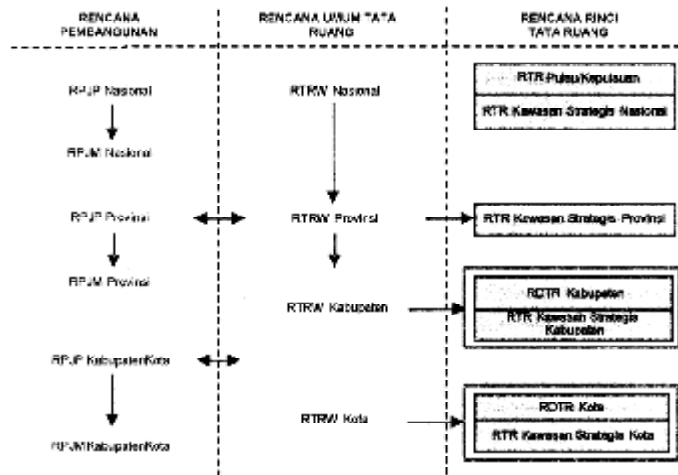 RENCANA
PEMBANGUNAN
RENCANA UMUM TATA
RUANG
RENCANA RINCI
TATA RUANG
RPJP Nasional
RPJM Nasional
RPJP Provinsi
RPJM Provinsi
RPJP Kabupaten/Kota
RPJM Kabupaten/Kota
RTRW Nasional
RTRW Provinsi
RTRW Kabupaten
RTRW Kota
RTR Pulau/Kepulauan
RTR Kawasan Strategis Nasional
RTR Kawasan Strategis Provinsi
RDTR Kabupaten
RTR Kawasan Strategis
Kabupaten
RDTR Kota
RTR Kawasan Strategis Kota